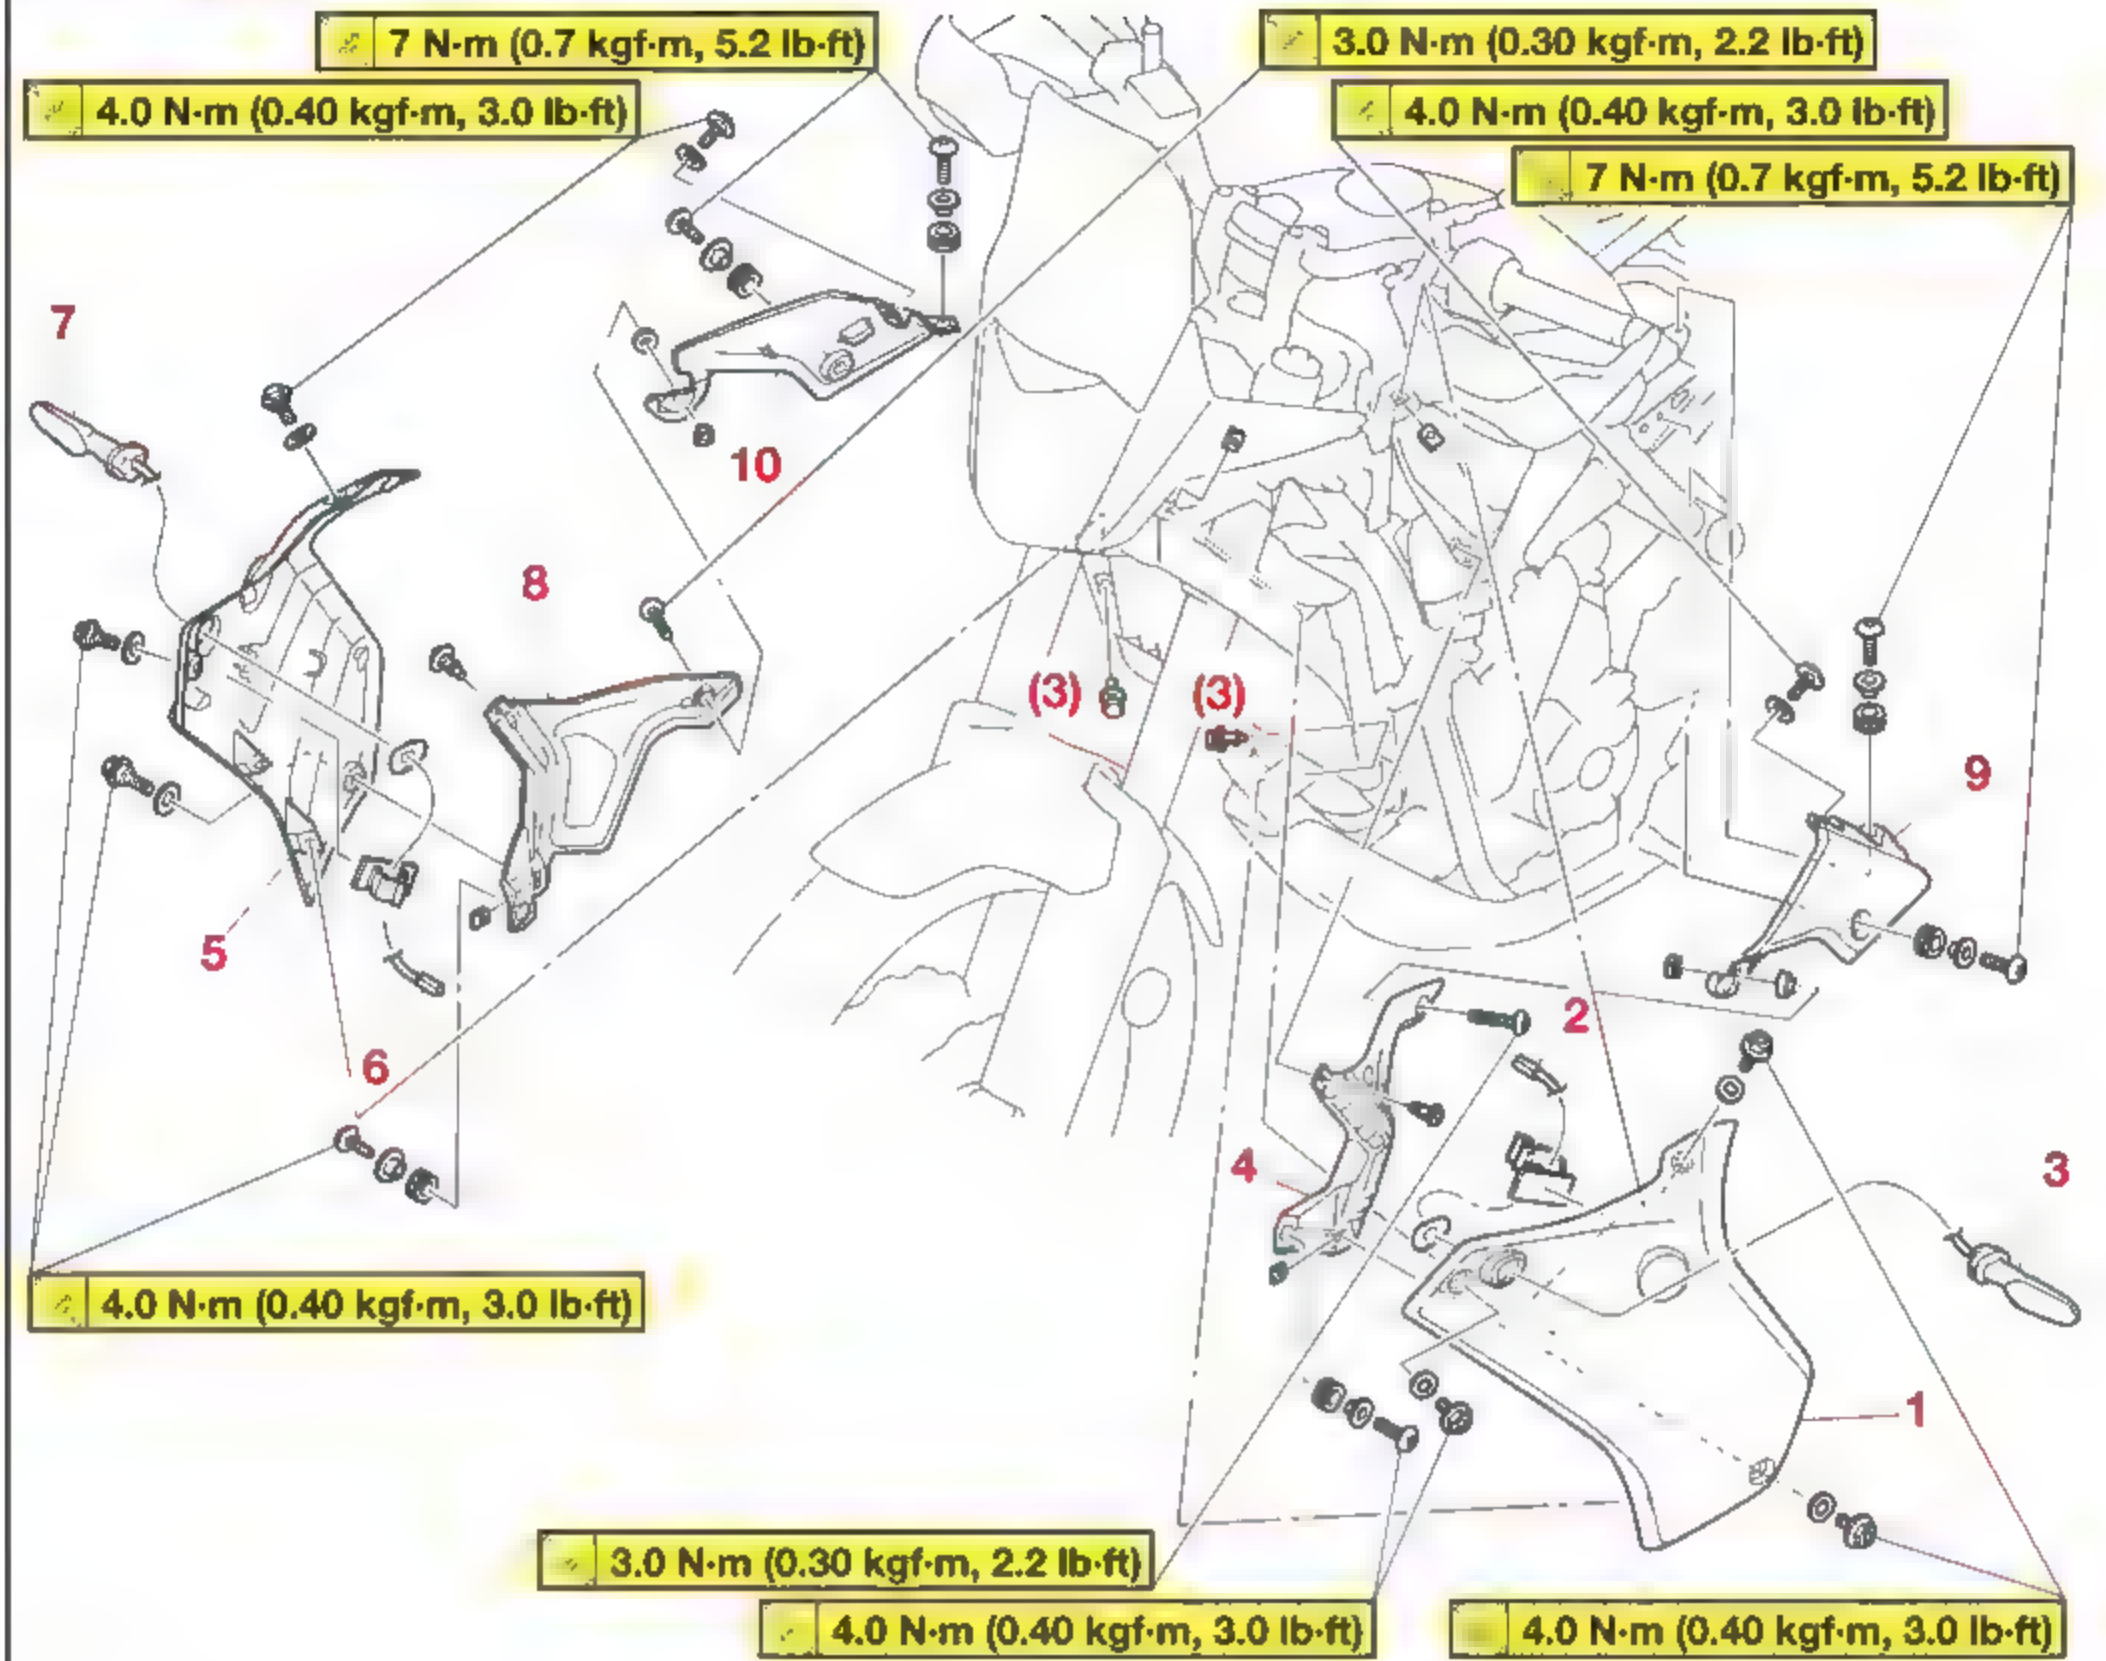 7 N·m (0.7 kgf·m, 5.2 lb·ft)
3.0 N·m (0.30 kgf·m, 2.2 lb·ft)
4.0 N·m (0.40 kgf·m, 3.0 lb·ft)
4.0 N·m (0.40 kgf·m, 3.0 lb·ft)
7 N·m (0.7 kgf·m, 5.2 lb·ft)
7
10
8
(3)
(3)
9
5
2
6
4
3
4.0 N·m (0.40 kgf·m, 3.0 lb·ft)
1
3.0 N·m (0.30 kgf·m, 2.2 lb·ft)
4.0 N·m (0.40 kgf·m, 3.0 lb·ft)
4.0 N·m (0.40 kgf·m, 3.0 lb·ft)